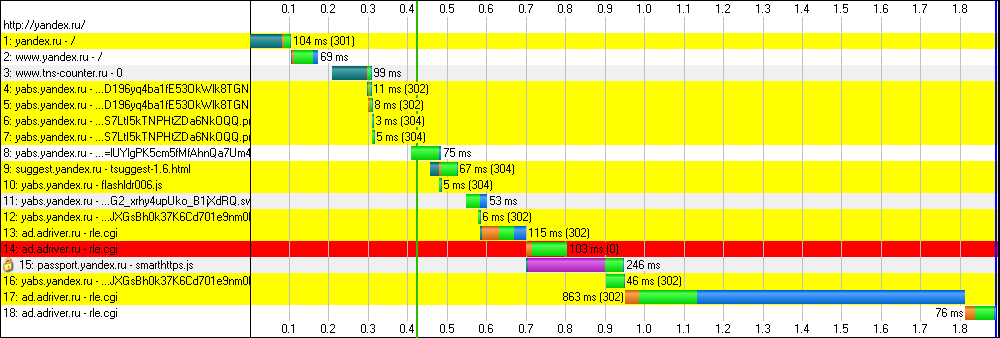 0.1 0.2 0.3 0.4 0.5 0.6 0.7 0.8 0.9 1.0 1.1 1.2 1.3 1.4 1.5 1.6 1.7 1.8
http://yandex.ru/
1: yandex.ru - / 104 ms (301)
2: www.yandex.ru - / 69 ms
3: www.tns-counter.ru - 0 99 ms
4: yabs.yandex.ru - ...D196yq4ba1fE53OkWlk8TGN 11 ms (302)
5: yabs.yandex.ru - ...D196yq4ba1fE53OkWlk8TGN 8 ms (302)
6: yabs.yandex.ru - ...S7LtI5kTNPHtZDa6NkOQQ.pr 3 ms (304)
7: yabs.yandex.ru - ...S7LtI5kTNPHtZDa6NkOQQ.pr 5 ms (304)
8: yabs.yandex.ru - ...=IUYIgPK5cm5fMfAhnQa7Um4 75 ms
9: suggest.yandex.ru - tsuggest-1.6.html 67 ms (304)
10: yabs.yandex.ru - flashldr006.js 5 ms (304)
11: yabs.yandex.ru - ...G2_xrhy4upUko_B1jXdRQ.sw 53 ms
12: yabs.yandex.ru - ...JXGsBh0k37K6Cd701e9nm0l 6 ms (302)
13: ad.adriver.ru - rle.cgi 115 ms (302)
14: ad.adriver.ru - rle.cgi 103 ms (0)
15: passport.yandex.ru - smarthttps.js 246 ms
16: yabs.yandex.ru - ...JXGsBh0k37K6Cd701e9nm0l 46 ms (302)
17: ad.adriver.ru - rle.cgi 863 ms (302)
18: ad.adriver.ru - rle.cgi 76 ms
0.1 0.2 0.3 0.4 0.5 0.6 0.7 0.8 0.9 1.0 1.1 1.2 1.3 1.4 1.5 1.6 1.7 1.8